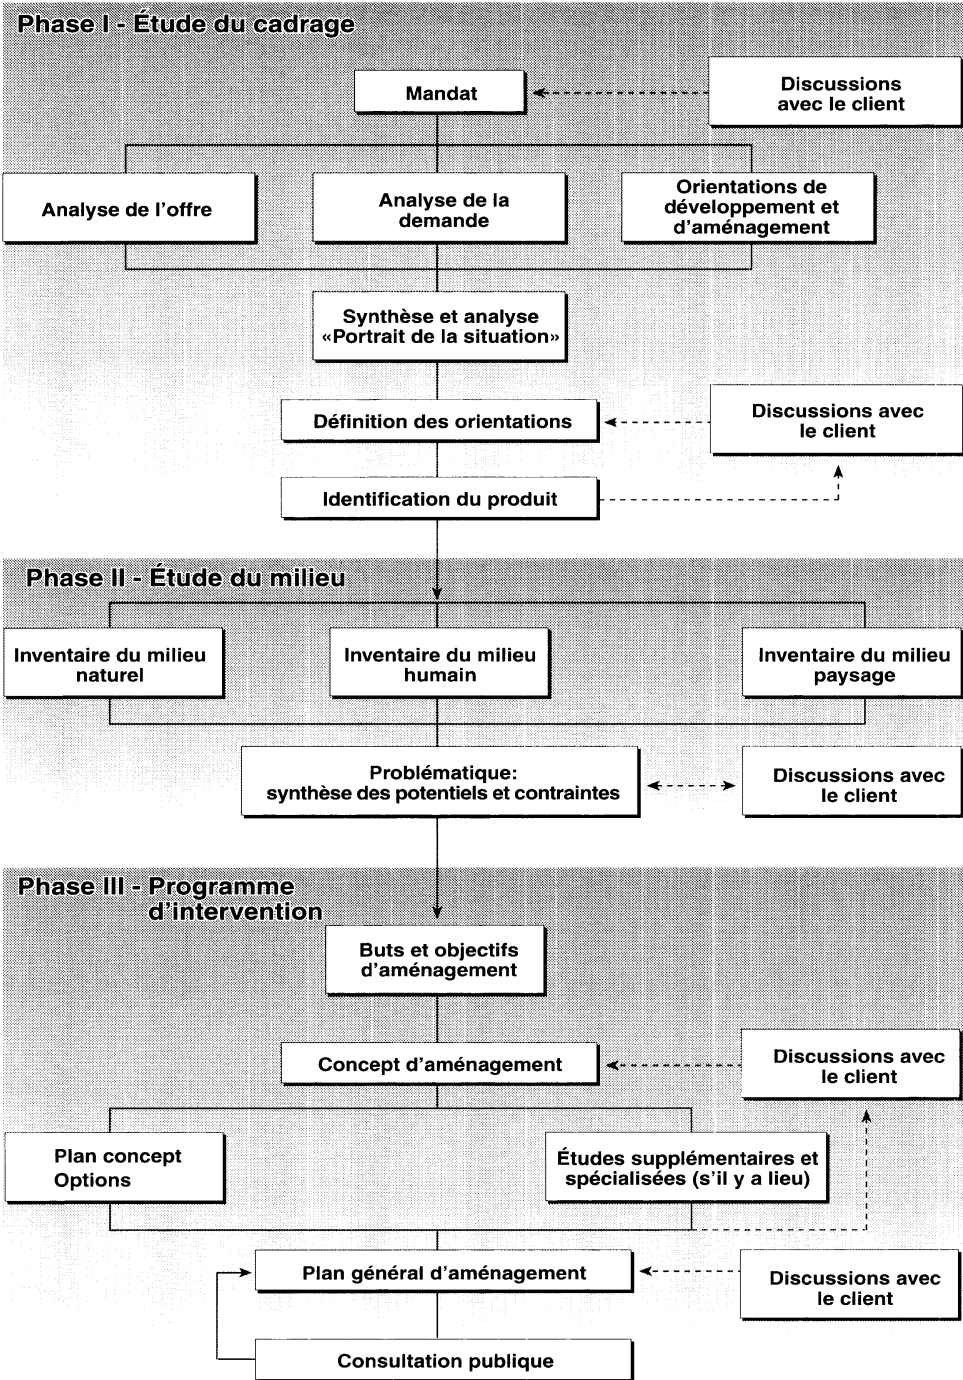 Phase I - Étude du cadrage
Mandat
Discussions
avec le client
Analyse de l'offre
Analyse de la
demande
Orientations de
développement et
d'aménagement
Synthèse et analyse
«Portrait de la situation»
Définition des orientations
Discussions avec
le client
Identification du produit
Phase II - Étude du milieu
Inventaire du milieu
naturel
Inventaire du milieu
humain
Inventaire du milieu
paysage
Problématique:
synthèse des potentiels et contraintes
Discussions avec
le client
Phase III - Programme
d'intervention
Buts et objectifs
d'aménagement
Concept d'aménagement
Discussions avec
le client
Plan concept
Options
Études supplémentaires et
spécialisées (s'il y a lieu)
Plan général d'aménagement
Discussions avec
le client
Consultation publique